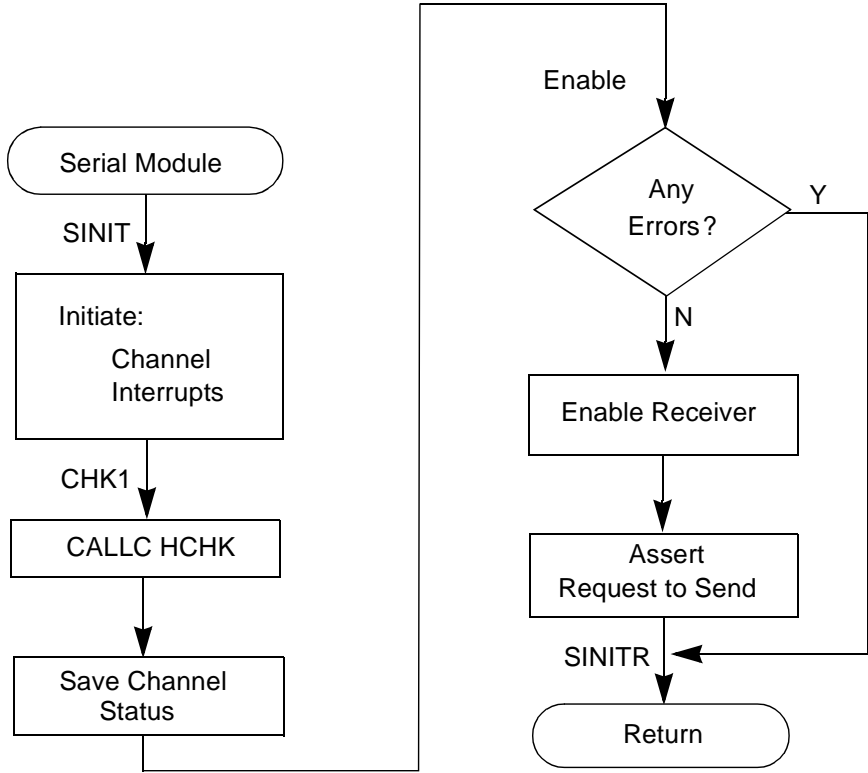 Serial Module
SINIT
Initiate:
Channel
Interrupts
CHK1
CALLC HCHK
Save Channel
Status
Enable
Any
Errors?
Y
N
Enable Receiver
Assert
Request to Send
SINITR
Return